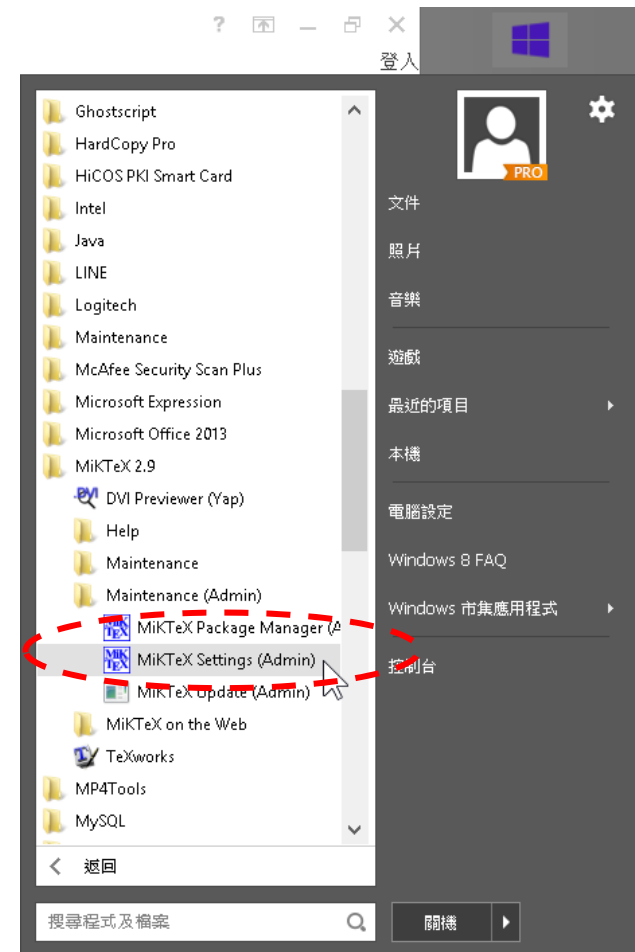 ?
登入
Ghostscript
HardCopy Pro
HiCOS PKI Smart Card
Intel
Java
LINE
Logitech
Maintenance
McAfee Security Scan Plus
Microsoft Expression
Microsoft Office 2013
MiKTeX 2.9
DVI Previewer (Yap)
Help
Maintenance
Maintenance (Admin)
MiKTeX Package Manager (A
MiKTeX Settings (Admin)
MiKTeX Update (Admin)
MiKTeX on the Web
TeXworks
MP4Tools
MySQL
返回
搜尋程式及檔案
PRO
文件
照片
音樂
遊戲
最近的項目
本機
電腦設定
Windows 8 FAQ
Windows 市集應用程式
控制台
關機